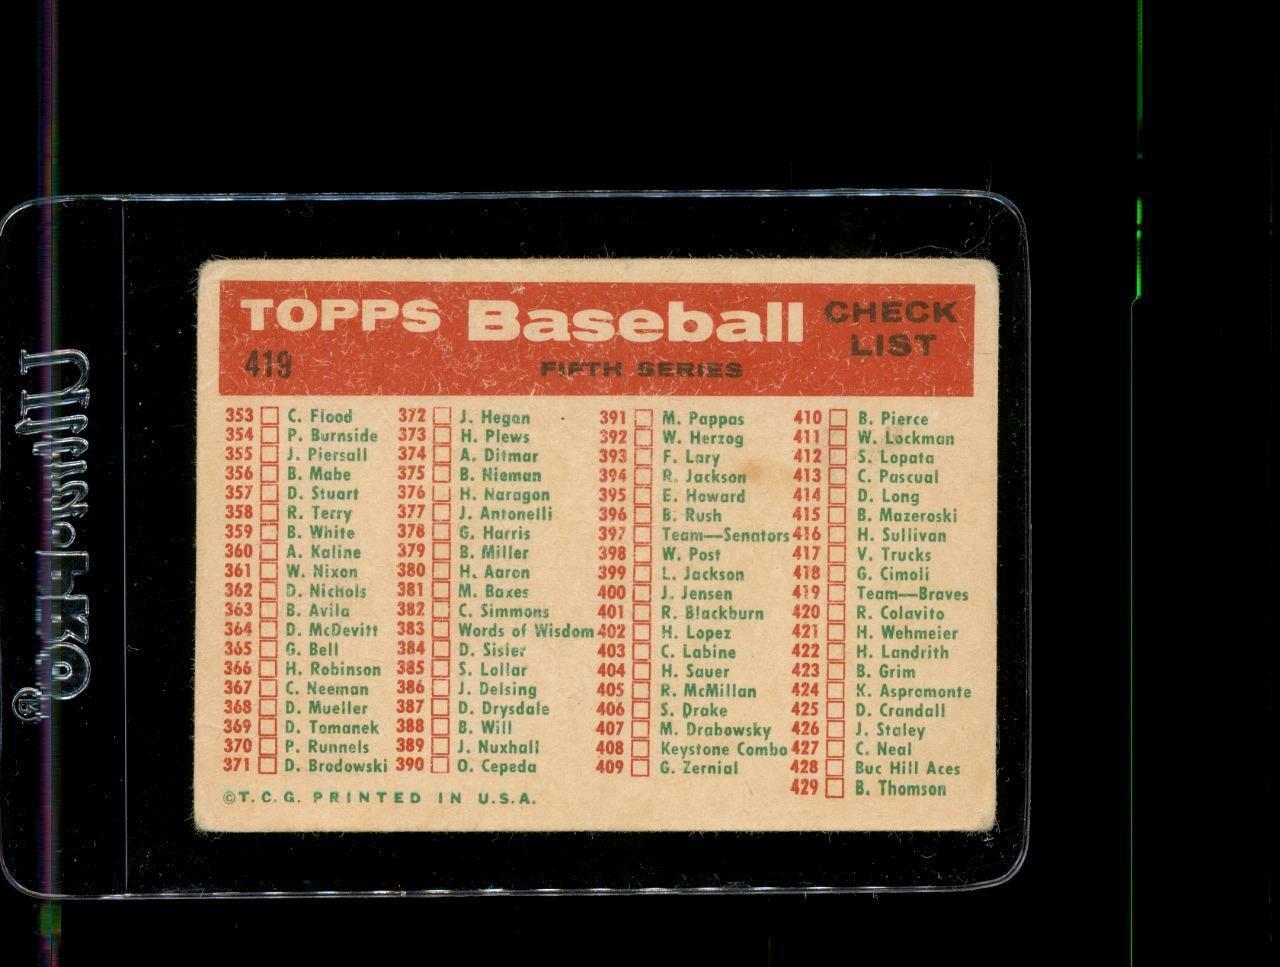 TOPPS Baseball CHECK LIST
419 FIFTH SERIES
353 C. Flood
354 P. Burnside
355 J. Piersall
356 B. Mabe
357 D. Stuart
358 R. Terry
359 B. White
360 A. Kaline
361 W. Nixon
362 D. Nichols
363 B. Avila
364 D. McDevitt
365 G. Bell
366 H. Robinson
367 C. Neeman
368 D. Mueller
369 D. Tomanek
370 P. Runnels
371 D. Brodowski
372 J. Hegan
373 H. Plews
374 A. Ditmar
375 B. Nieman
376 H. Naragon
377 J. Antonelli
378 G. Harris
379 B. Miller
380 H. Aaron
381 M. Baxes
382 C. Simmons
383 Words of Wisdom
384 D. Sisler
385 S. Lollar
386 J. Delsing
387 D. Drysdale
388 B. Will
389 J. Nuxhall
390 O. Cepeda
391 M. Pappas
392 W. Herzog
393 F. Lary
394 R. Jackson
395 E. Howard
396 B. Rush
397 Team—Senators
398 W. Post
399 L. Jackson
400 J. Jensen
401 R. Blackburn
402 H. Lopez
403 C. Labine
404 H. Sauer
405 R. McMillan
406 S. Drake
407 M. Drabowsky
408 Keystone Combo
409 G. Zernial
410 B. Pierce
411 W. Lockman
412 S. Lopata
413 C. Pascual
414 D. Long
415 B. Mazeroski
416 H. Sullivan
417 V. Trucks
418 G. Cimoli
419 Team—Braves
420 R. Colavito
421 H. Wehmeier
422 H. Landrith
423 B. Grim
424 K. Aspromonte
425 D. Crandall
426 J. Staley
427 C. Neal
428 Buc Hill Aces
429 B. Thomson
©T.C.G. PRINTED IN U.S.A.
Ultra•PRO
®